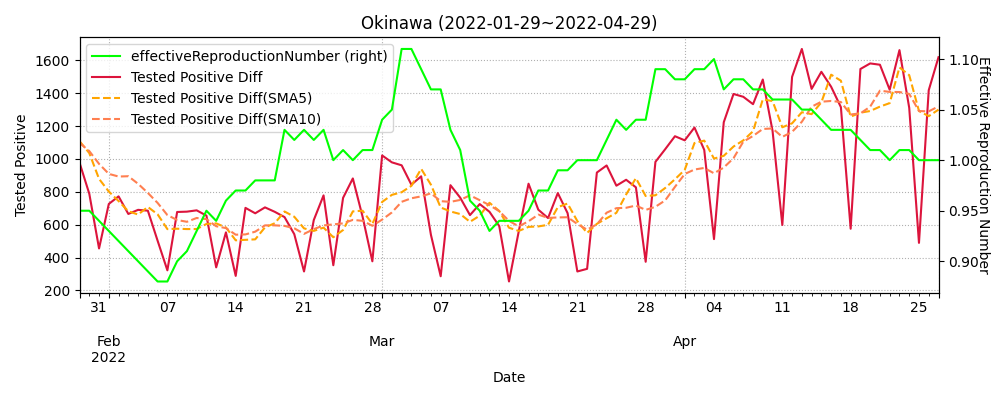 Okinawa (2022-01-29~2022-04-29)
effectiveReproductionNumber (right)
Tested Positive Diff
Tested Positive Diff(SMA5)
Tested Positive Diff(SMA10)
Tested Positive
1600
1400
1200
1000
800
600
400
200
1.10
1.05
1.00
0.95
0.90
Effective Reproduction Number
31 07 14 21 28 07 14 21 28 04 11 18 25
Feb Mar Apr
2022
Date